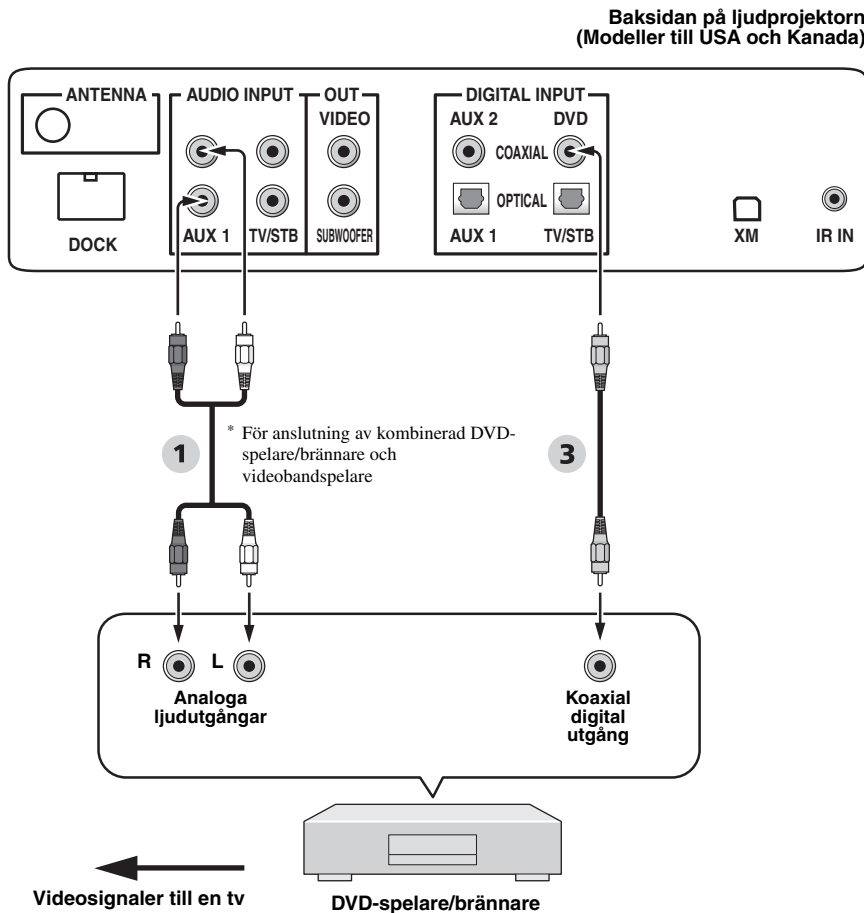 Baksidan på ljudprojektorn
(Modeller till USA och Kanada)
ANTENNA
AUDIO INPUT
OUT
DIGITAL INPUT
VIDEO
AUX 2
DVD
COAXIAL
OPTICAL
DOCK
AUX 1
TV/STB
SUBWOOFER
AUX 1
TV/STB
XM
IR IN
1
* För anslutning av kombinerad DVD-
spelare/brännare och
videobandspelare
3
R
L
Analoga
ljudutgångar
Koaxial
digital
utgång
Videosignaler till en tv
DVD-spelare/brännare